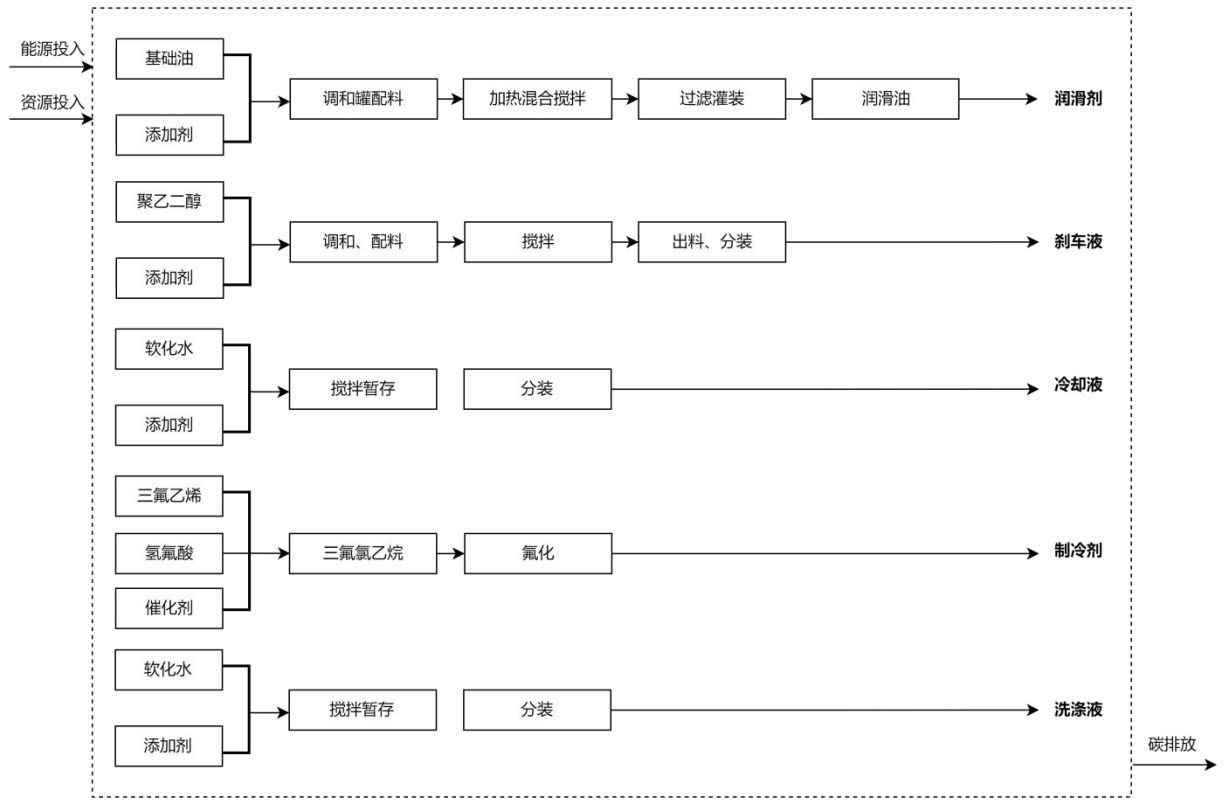 能源投入
资源投入
基础油
添加剂
调和罐配料
加热混合搅拌
过滤灌装
润滑油
润滑剂
聚乙二醇
添加剂
调和、配料
搅拌
出料、分装
刹车液
软化水
添加剂
搅拌暂存
分装
冷却液
三氟乙烯
氢氟酸
催化剂
三氟氯乙烷
氟化
制冷剂
软化水
添加剂
搅拌暂存
分装
洗涤液
碳排放